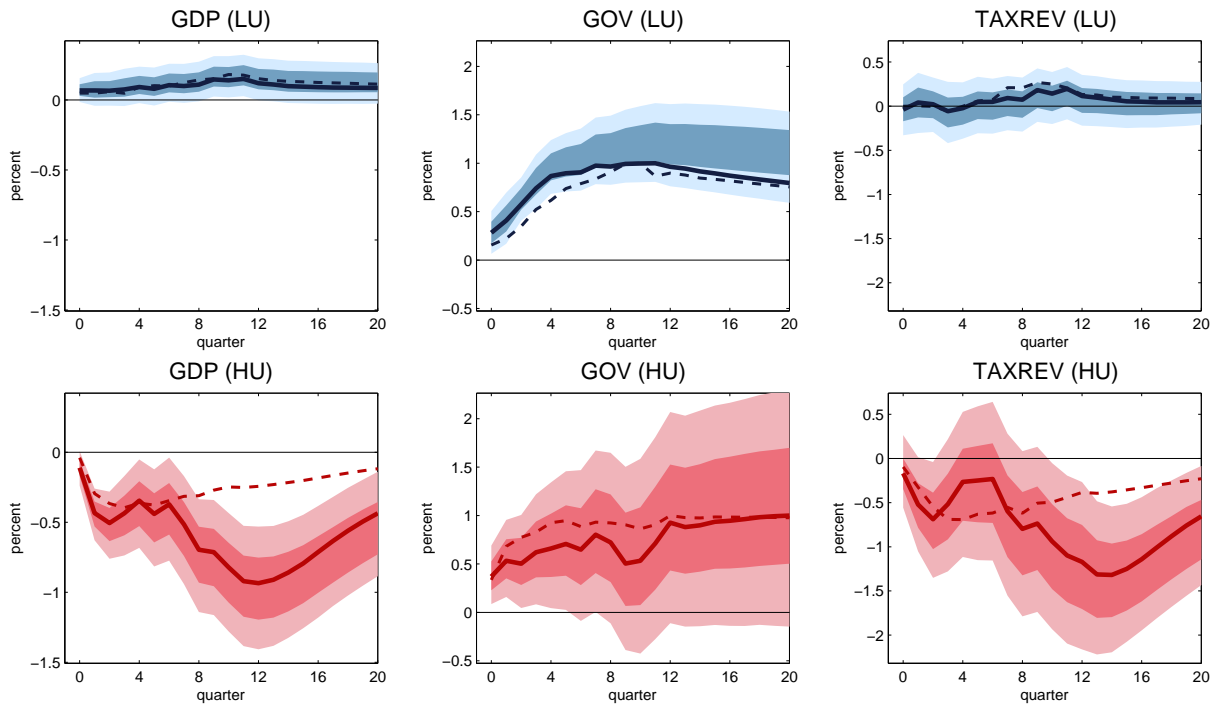 GDP (LU)
percent
0
−0.5
−1
−1.5
0 4 8 12 16 20
quarter
GOV (LU)
percent
2
1.5
1
0.5
0
−0.5
0 4 8 12 16 20
quarter
TAXREV (LU)
percent
0.5
0
−0.5
−1
−1.5
−2
0 4 8 12 16 20
quarter
GDP (HU)
percent
0
−0.5
−1
−1.5
0 4 8 12 16 20
quarter
GOV (HU)
percent
2
1.5
1
0.5
0
−0.5
0 4 8 12 16 20
quarter
TAXREV (HU)
percent
0.5
0
−0.5
−1
−1.5
−2
0 4 8 12 16 20
quarter